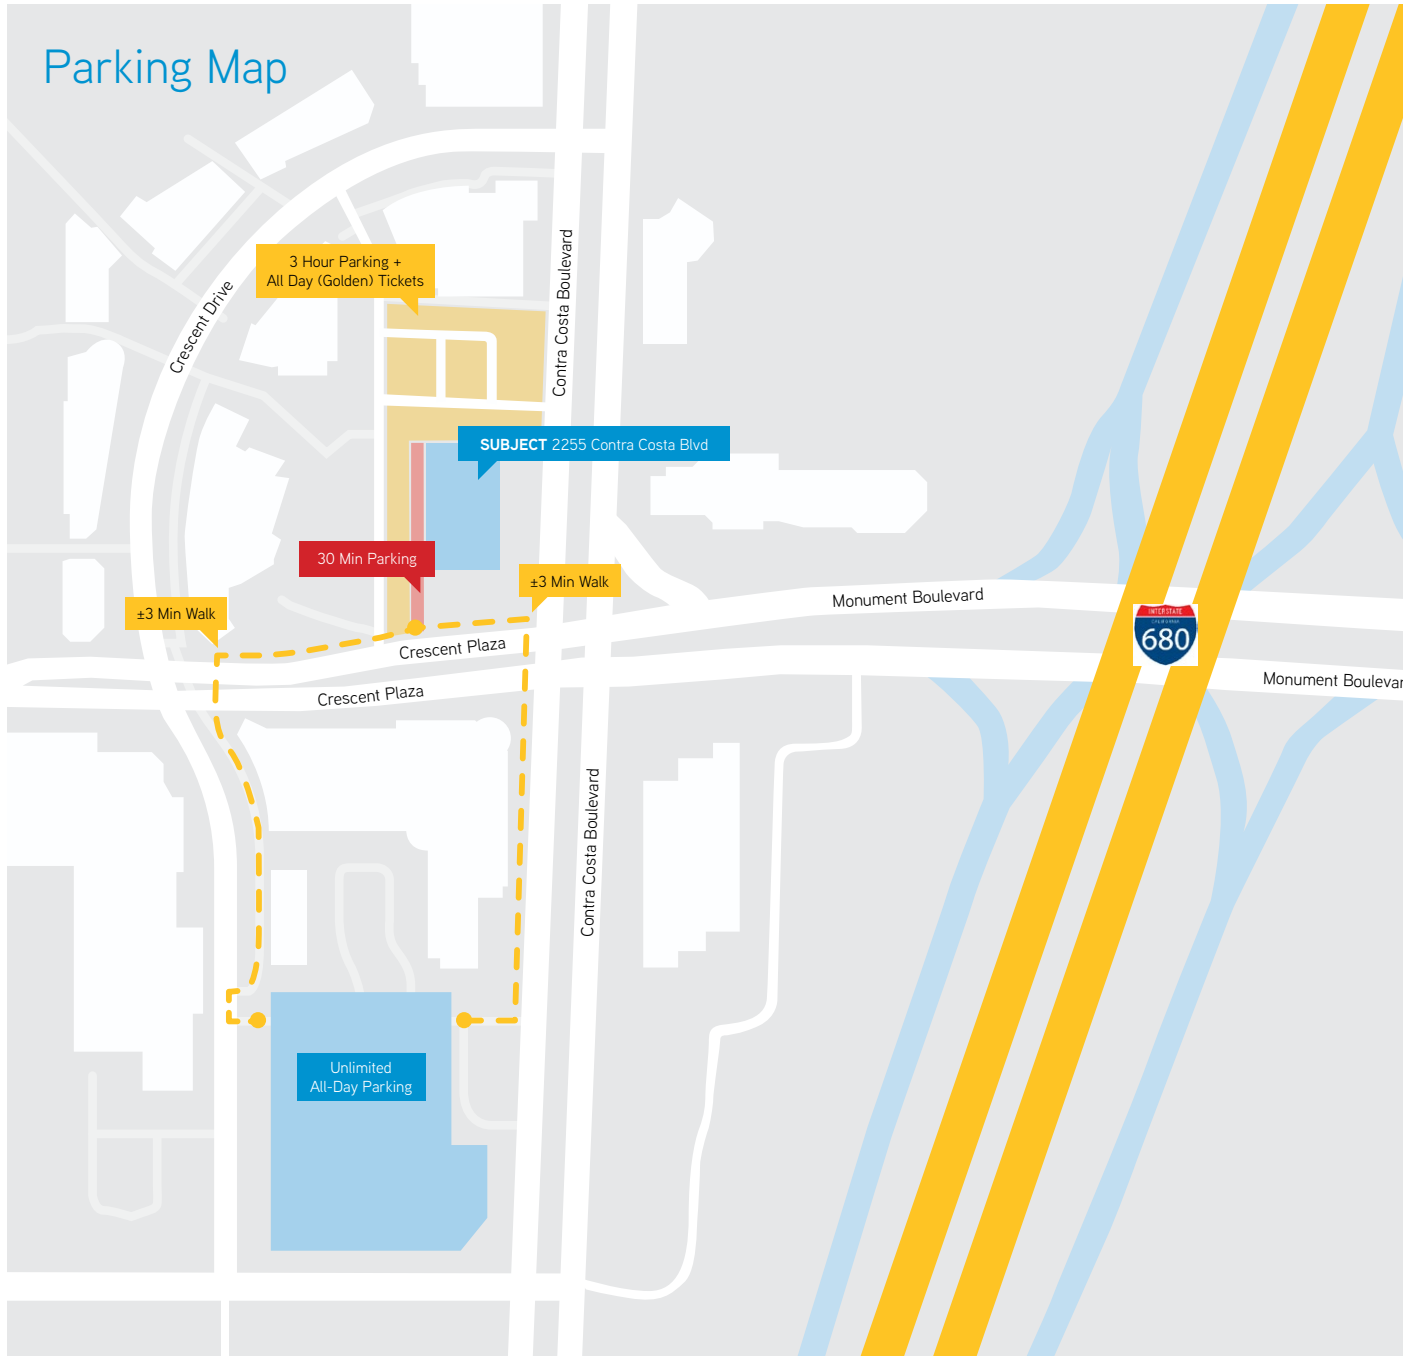 Parking Map
Contra Costa Boulevard
3 Hour Parking +
All Day (Golden) Tickets
Crescent Drive
SUBJECT 2255 Contra Costa Blvd
30 Min Parking
±3 Min Walk
±3 Min Walk
Monument Boulevard
INTERSTATE
CALIFORNIA
680
Crescent Plaza
Crescent Plaza
Monument Boulevar
Contra Costa Boulevard
Unlimited
All-Day Parking